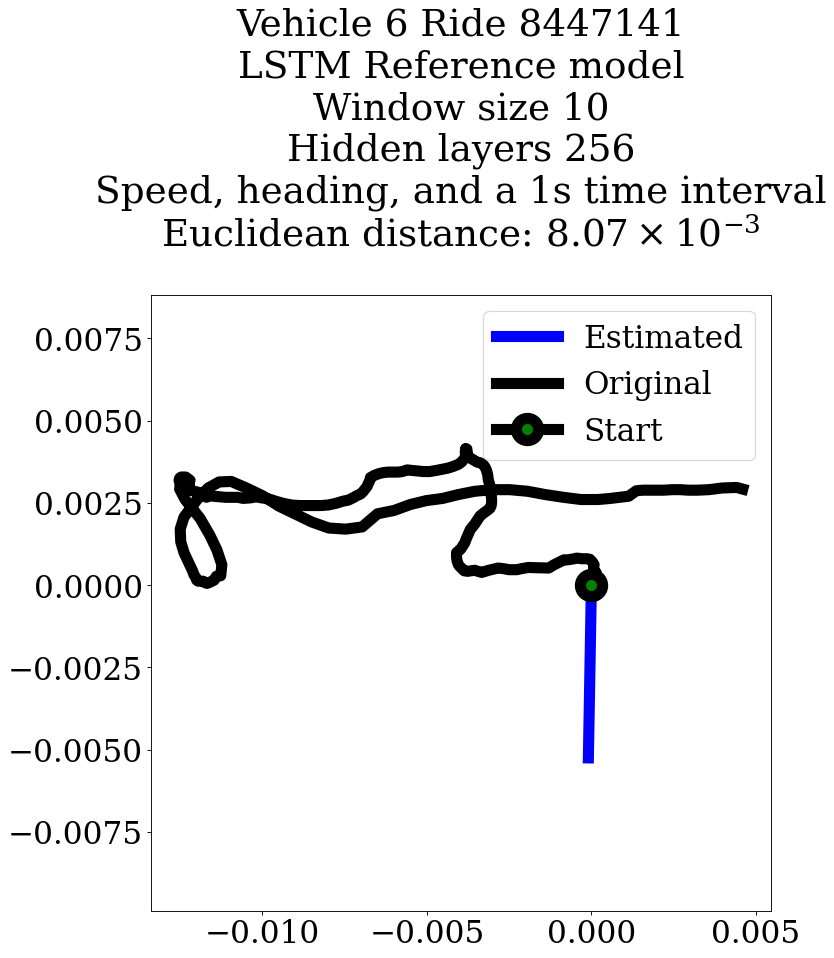 Vehicle 6 Ride 8447141
LSTM Reference model
Window size 10
Hidden layers 256
Speed, heading, and a 1s time interval
Euclidean distance: 8.07 × 10⁻³
Estimated
Original
Start
0.0075
0.0050
0.0025
0.0000
−0.0025
−0.0050
−0.0075
−0.010
−0.005
0.000
0.005